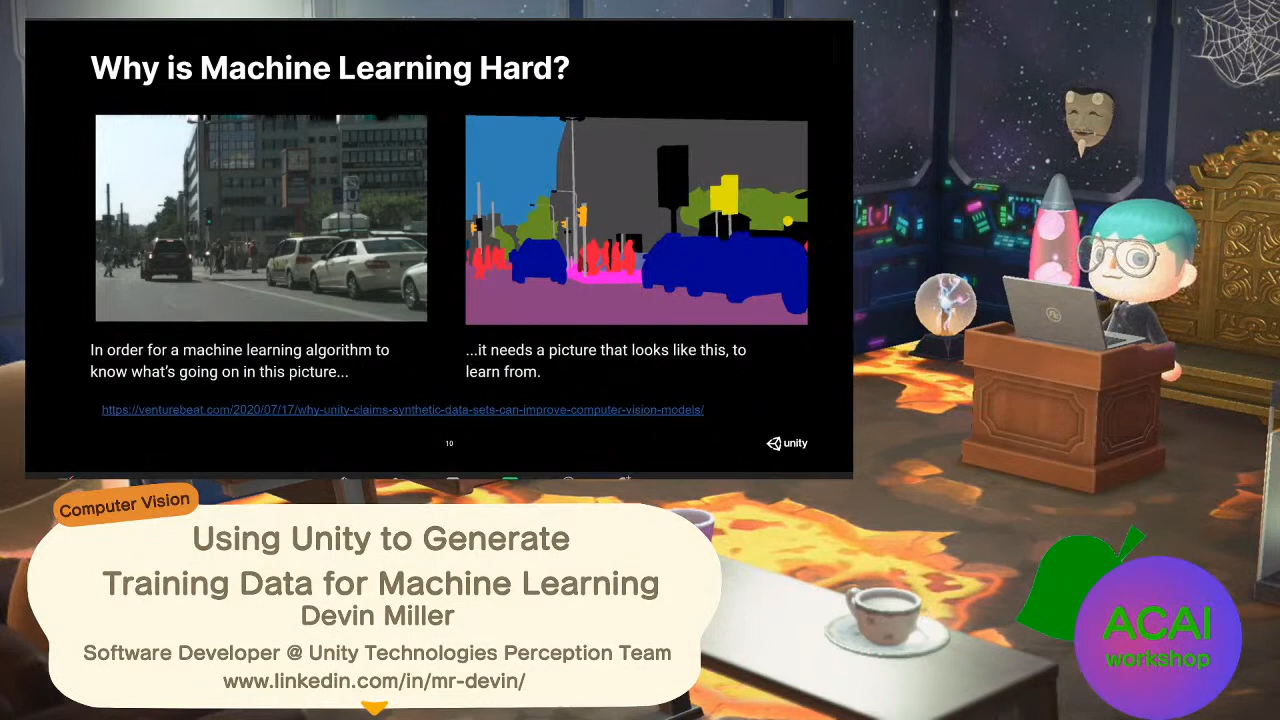 Why is Machine Learning Hard?
In order for a machine learning algorithm to
know what's going on in this picture...
...it needs a picture that looks like this, to
learn from.
https://venturebeat.com/2020/07/17/why-unity-claims-synthetic-data-sets-can-improve-computer-vision-models/
10
unity
Computer Vision
Using Unity to Generate
Training Data for Machine Learning
Devin Miller
Software Developer @ Unity Technologies Perception Team
www.linkedin.com/in/mr-devin/
ACAI
workshop